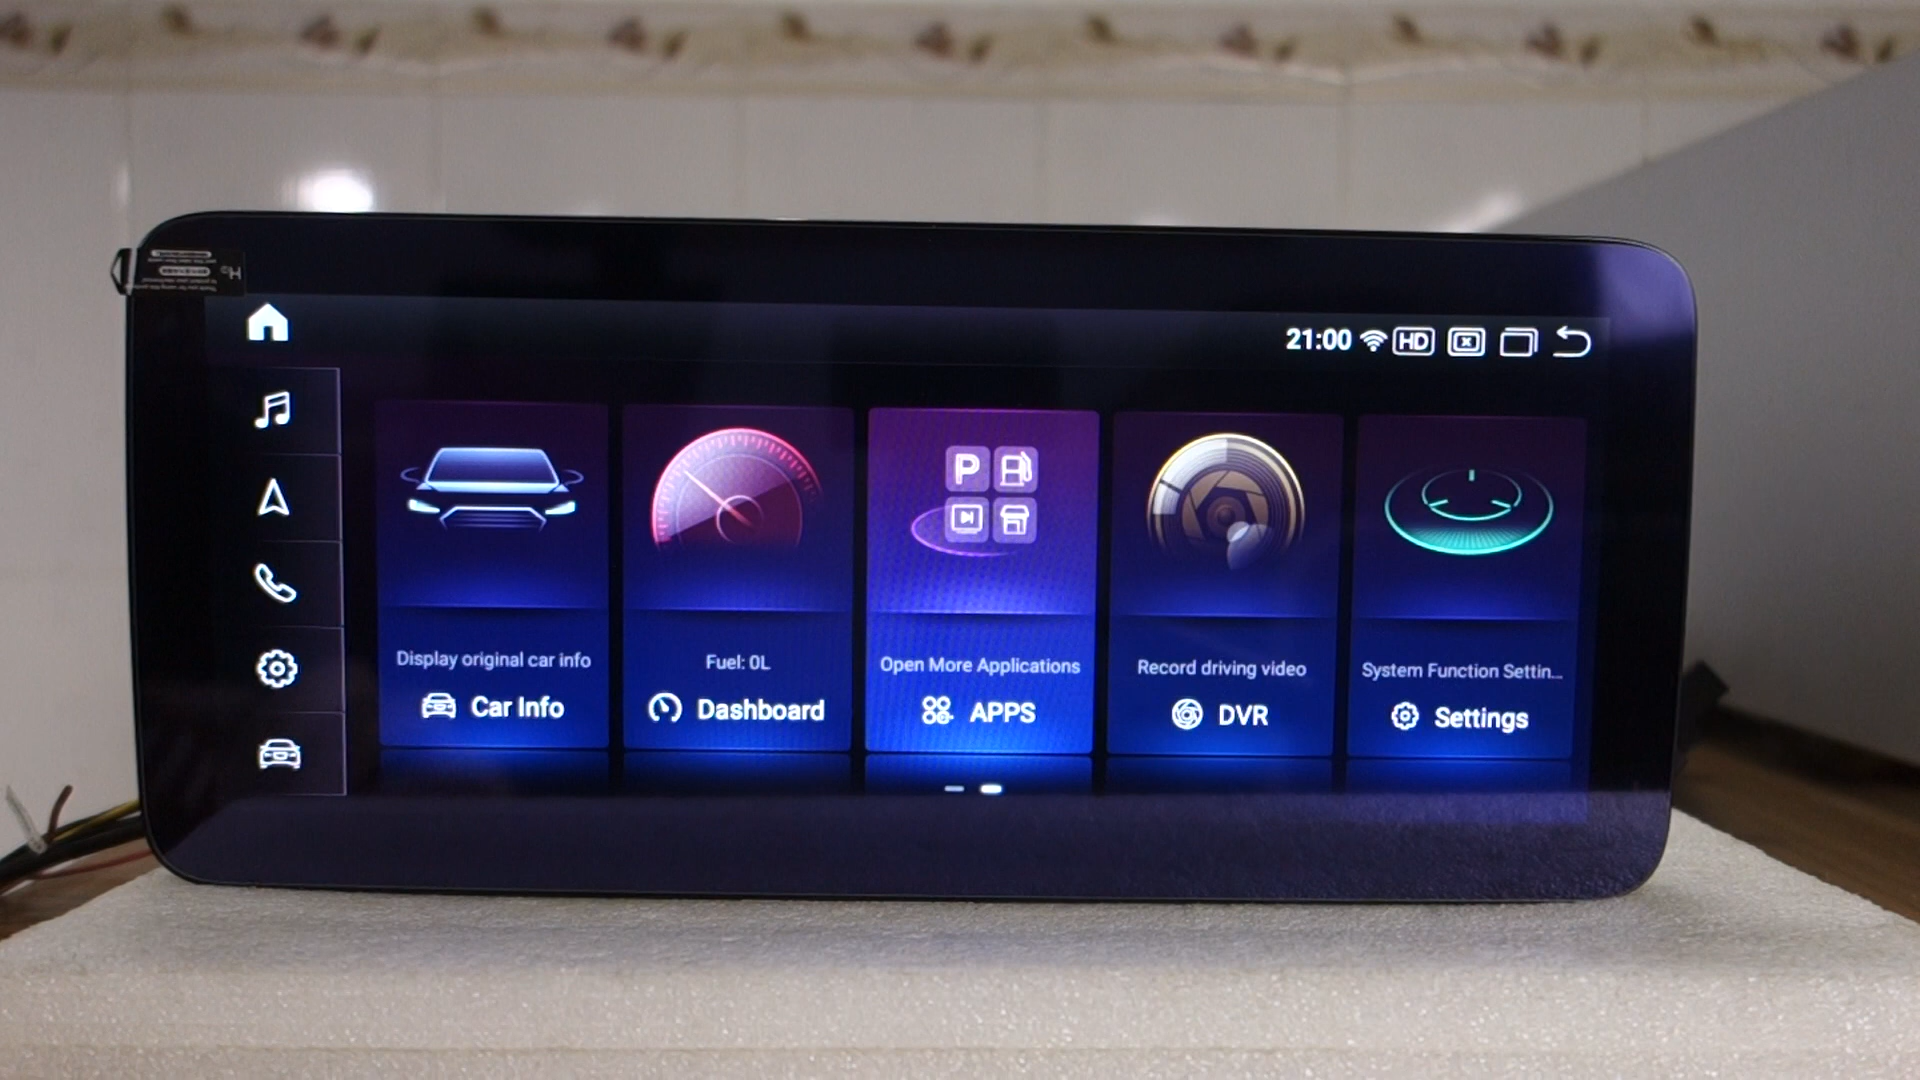 21:00 HD
P
Display original car info
Car Info
Fuel: 0L
Dashboard
Open More Applications
APPS
Record driving video
DVR
System Function Settin...
Settings